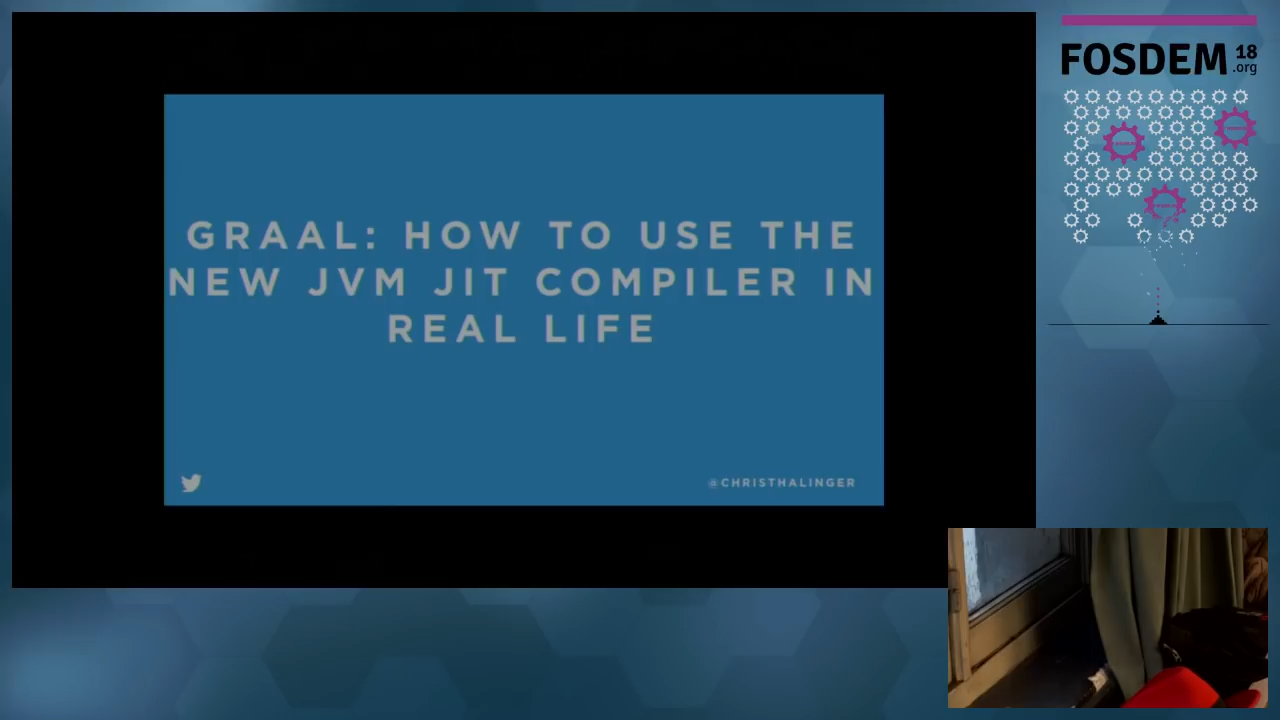 FOSDEM 18
.org
GRAAL: HOW TO USE THE
NEW JVM JIT COMPILER IN
REAL LIFE
@CHRISTHALINGER